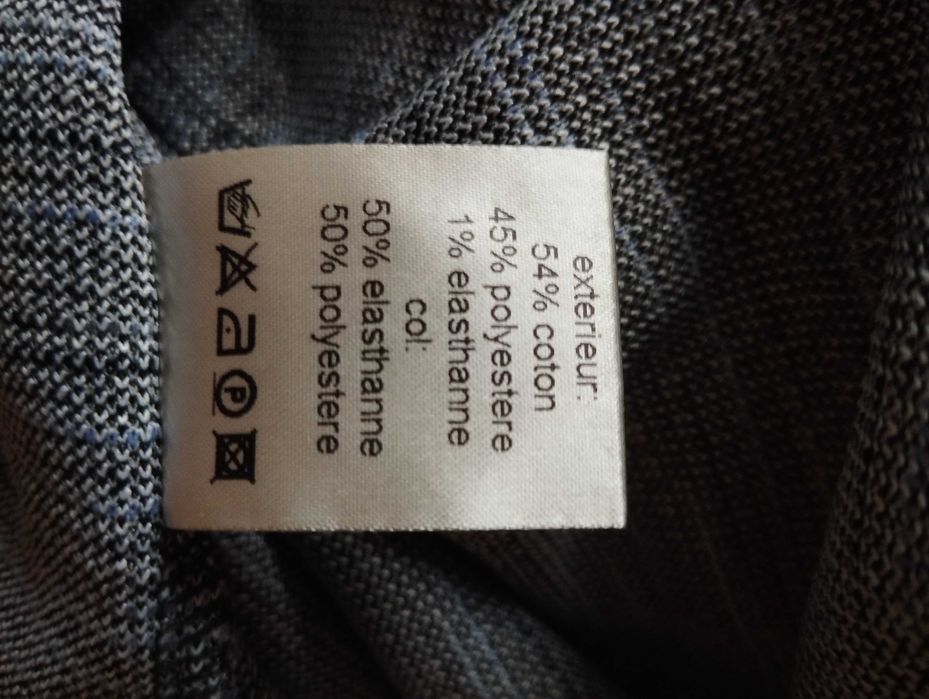 exterieur:
54% coton
45% polyestere
1% elasthanne
col:
50% elasthanne
50% polyestere
P